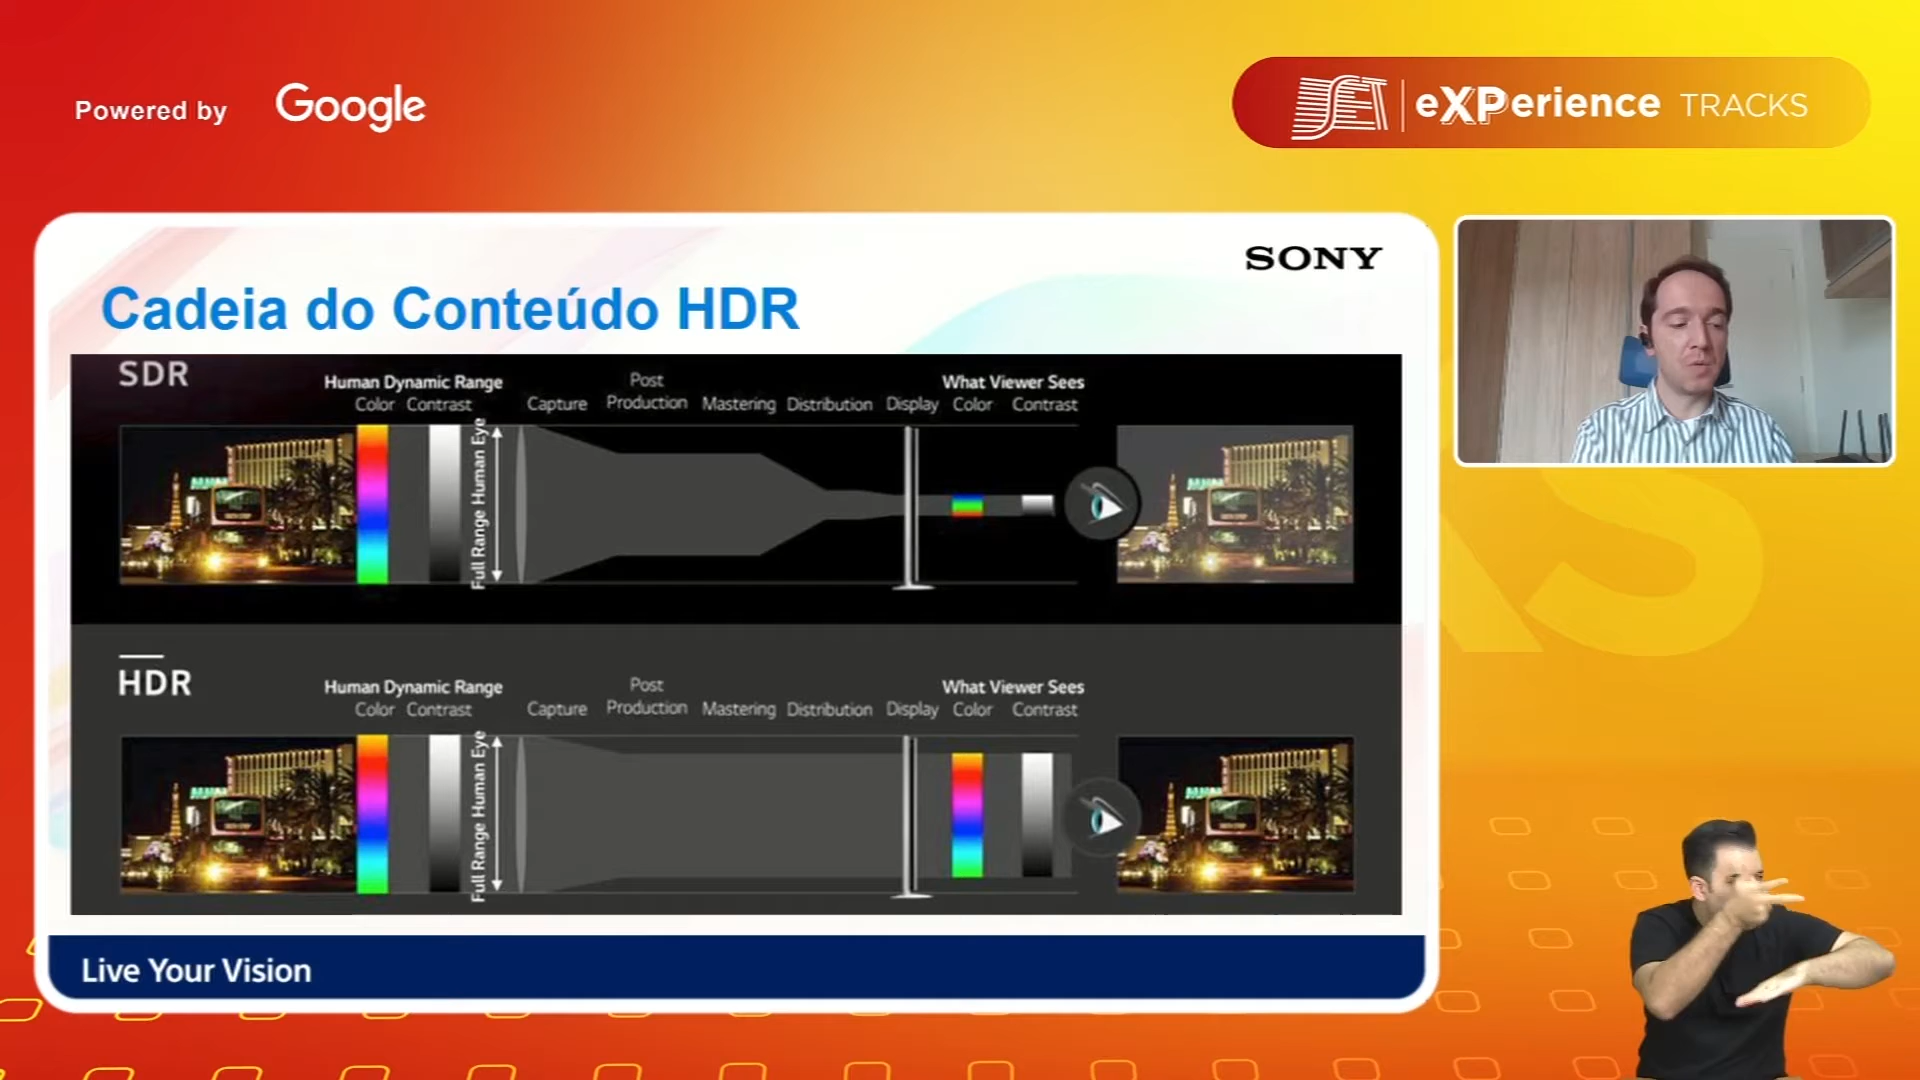 Powered by Google
SET eXPerience TRACKS
SONY
Cadeia do Conteúdo HDR
SDR
Human Dynamic Range
Color Contrast
Capture
Post
Production
Mastering
Distribution
Display
What Viewer Sees
Color Contrast
Full Range Human Eye
HDR
Human Dynamic Range
Color Contrast
Capture
Post
Production
Mastering
Distribution
Display
What Viewer Sees
Color Contrast
Full Range Human Eye
Live Your Vision
AS